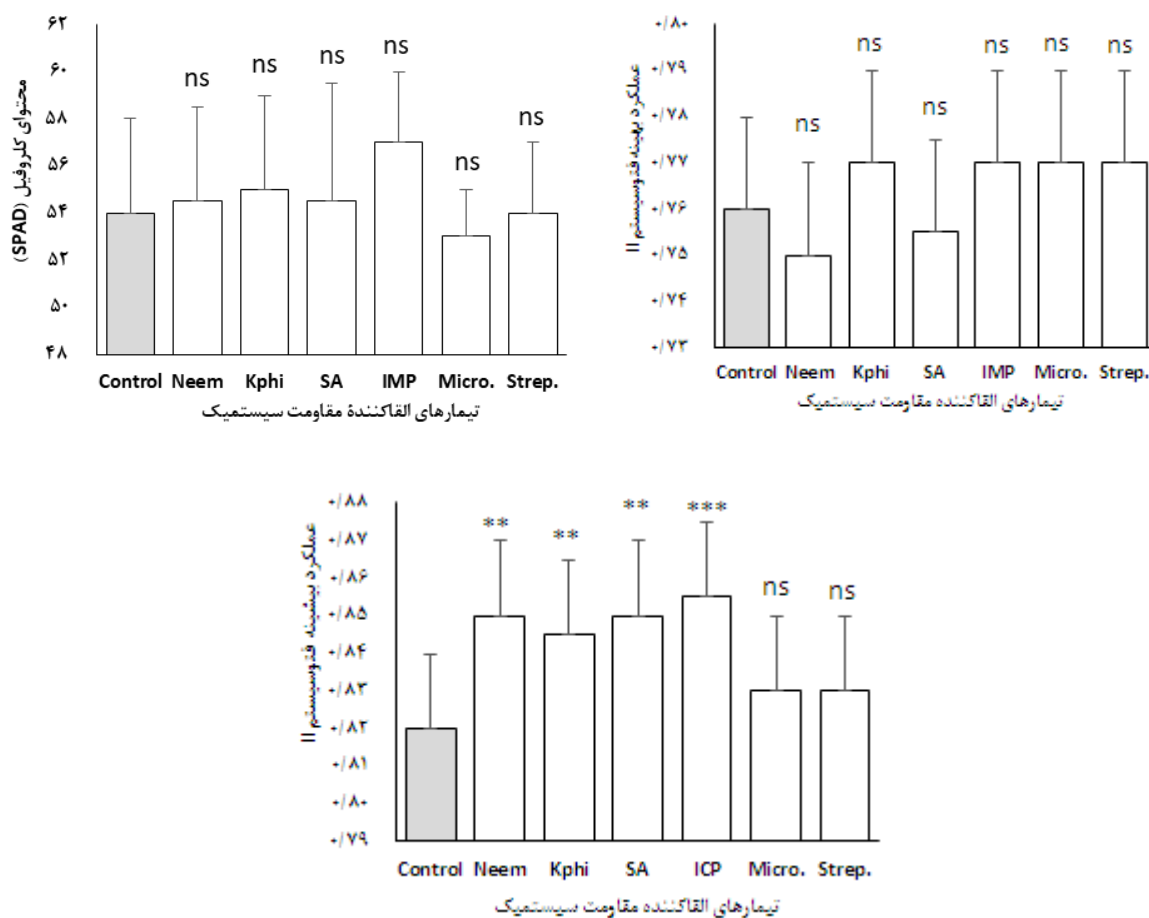 محتوای کلروفیل (SPAD)
۶۲
۶۰
۵۸
۵۶
۵۴
۵۲
۵۰
۴۸
ns
ns
ns
ns
ns
ns
Control Neem Kphi SA IMP Micro. Strep.
تیمارهای القاکنندهٔ مقاومت سیستمیک
عملکرد بهینه فتوسیستم II
۰/۸۰
۰/۷۹
۰/۷۸
۰/۷۷
۰/۷۶
۰/۷۵
۰/۷۴
۰/۷۳
ns
ns
ns
ns
ns
ns
Control Neem Kphi SA IMP Micro. Strep.
تیمارهای القاکننده مقاومت سیستمیک
عملکرد بیشینه فتوسیستم II
۰/۸۸
۰/۸۷
۰/۸۶
۰/۸۵
۰/۸۴
۰/۸۳
۰/۸۲
۰/۸۱
۰/۸۰
۰/۷۹
**
**
**
***
ns
ns
Control Neem Kphi SA ICP Micro. Strep.
تیمارهای القاکننده مقاومت سیستمیک